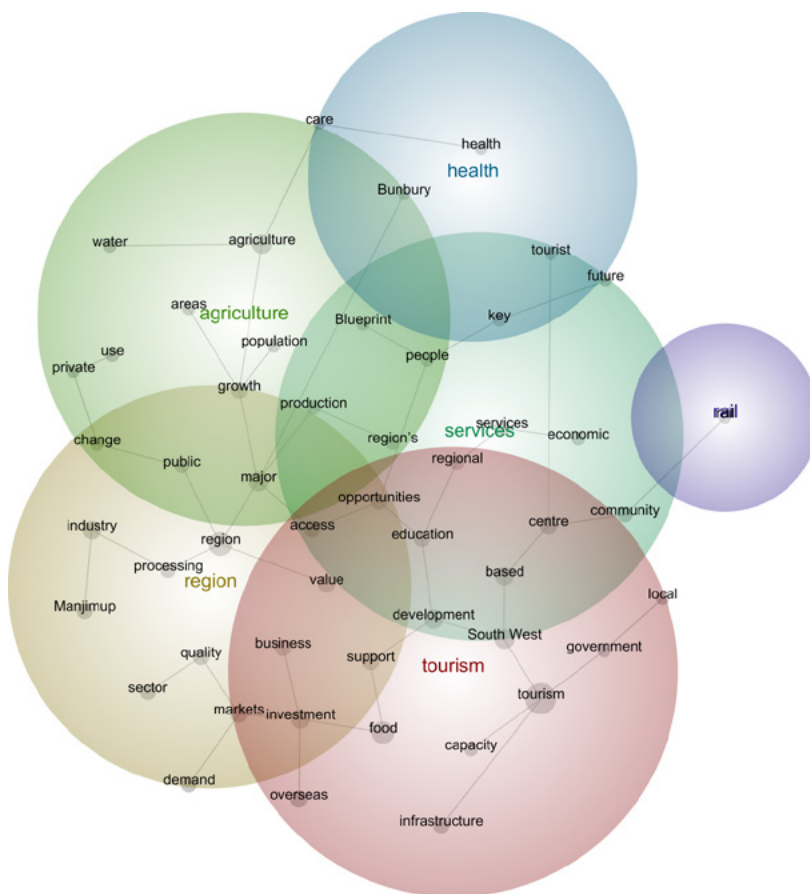 care
health
health
Bunbury
water
agriculture
tourist
future
areas
agriculture
Blueprint
key
use
population
people
private
growth
production
rail
services
services
economic
change
region's
public
regional
major
opportunities
community
industry
region
access
education
centre
processing
region
value
based
Manjimup
development
local
South West
quality
business
support
tourism
government
sector
tourism
markets
investment
food
capacity
demand
overseas
infrastructure